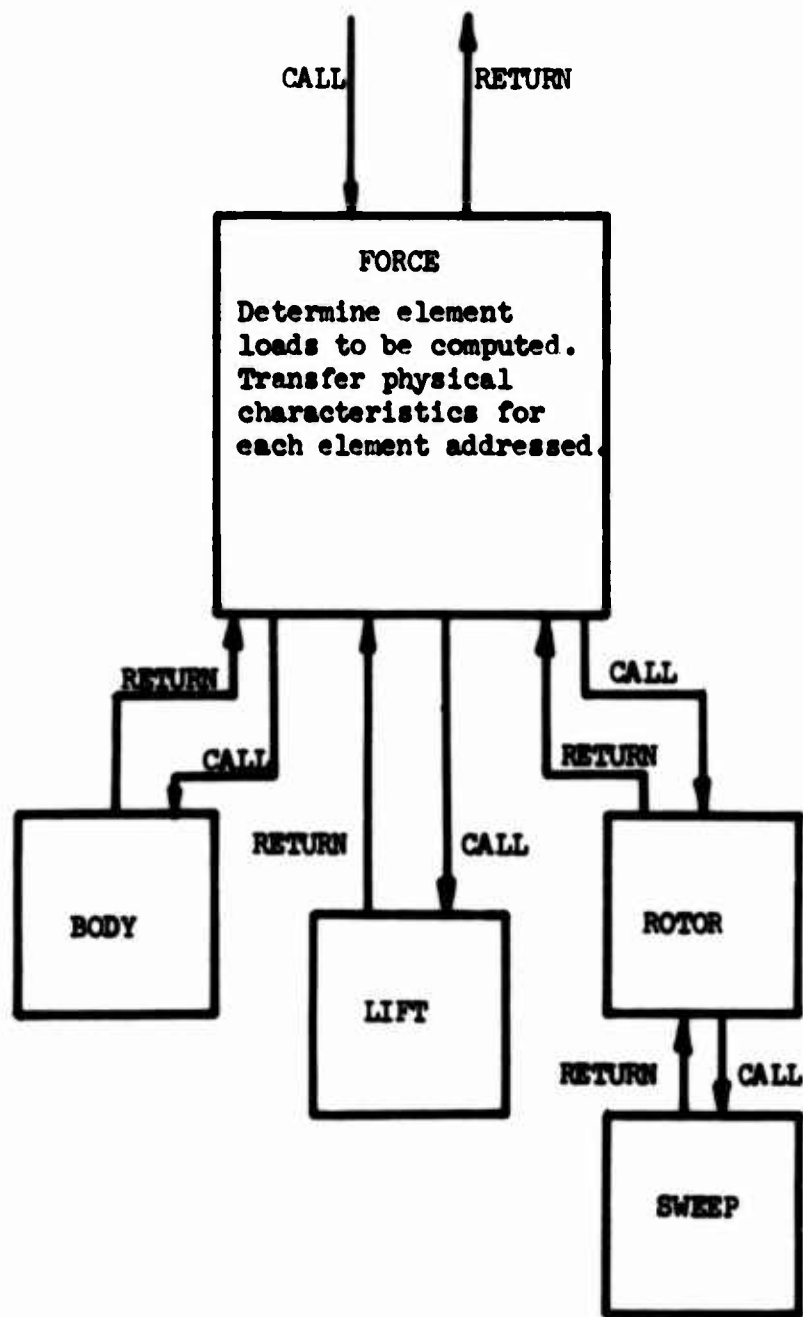 CALL
RETURN
FORCE
Determine element
loads to be computed.
Transfer physical
characteristics for
each element addressed.
RETURN
CALL
CALL
RETURN
RETURN
CALL
BODY
ROTOR
LIFT
RETURN
CALL
SWEEP